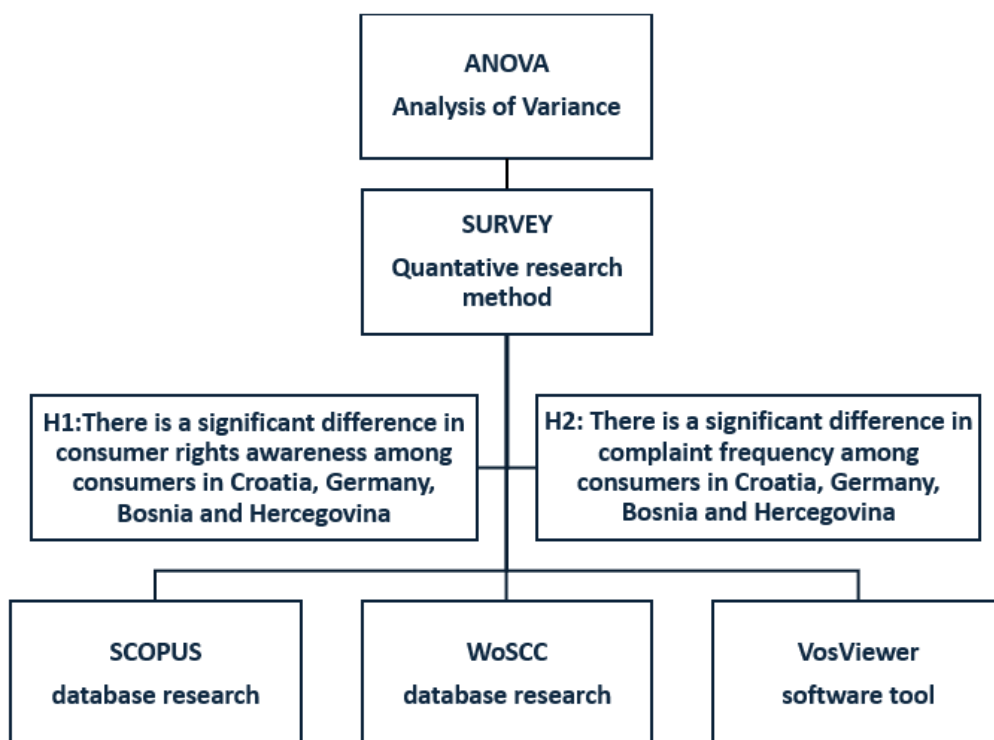 ANOVA
Analysis of Variance
SURVEY
Quantative research
method
H1:There is a significant difference in
consumer rights awareness among
consumers in Croatia, Germany,
Bosnia and Hercegovina
H2: There is a significant difference in
complaint frequency among
consumers in Croatia, Germany,
Bosnia and Hercegovina
SCOPUS
database research
WoSCC
database research
VosViewer
software tool